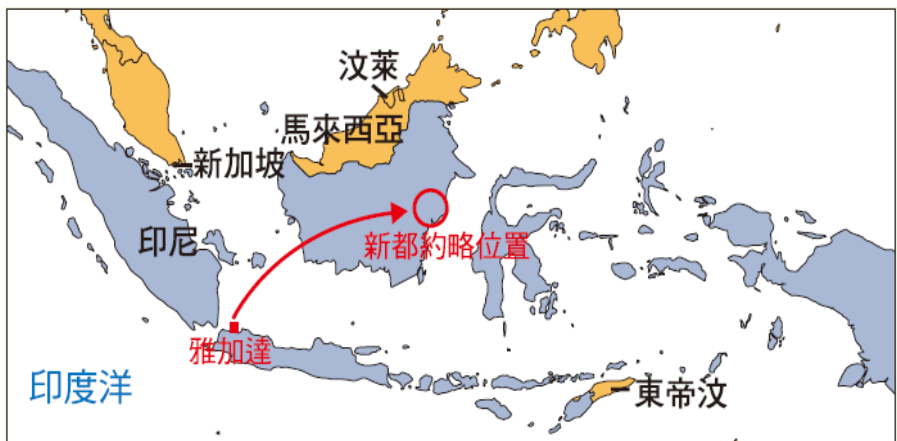 汶萊
馬來西亞
新加坡
印尼
新都約略位置
雅加達
印度洋
東帝汶